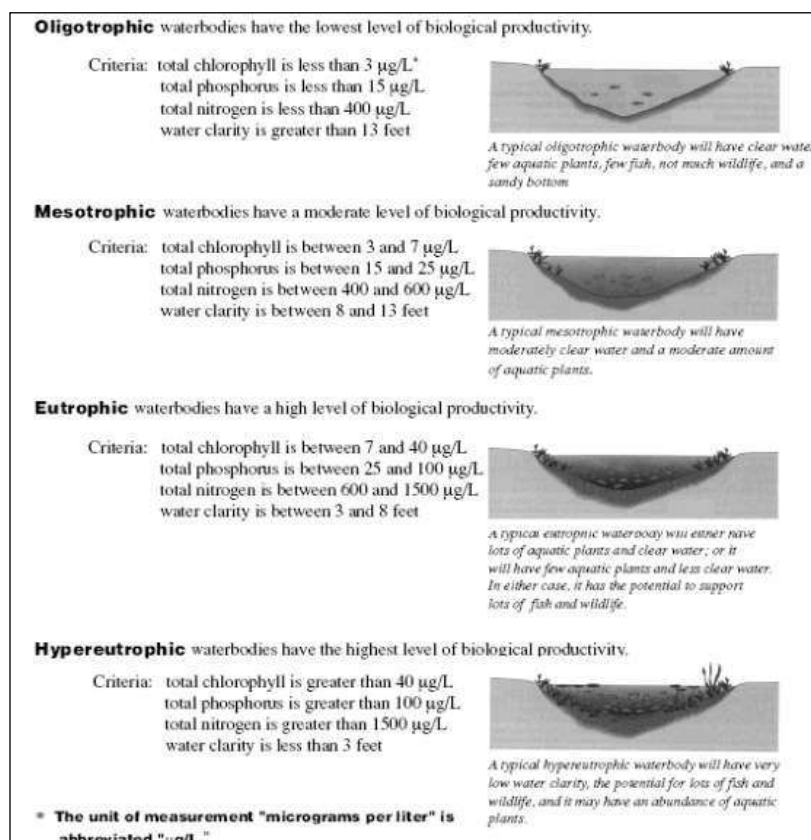 Oligotrophic waterbodies have the lowest level of biological productivity.
Criteria: total chlorophyll is less than 3 µg/L*
total phosphorus is less than 15 µg/L
total nitrogen is less than 400 µg/L
water clarity is greater than 13 feet
A typical oligotrophic waterbody will have clear water
few aquatic plants, few fish, not much wildlife, and a
sandy bottom
Mesotrophic waterbodies have a moderate level of biological productivity.
Criteria: total chlorophyll is between 3 and 7 µg/L
total phosphorus is between 15 and 25 µg/L
total nitrogen is between 400 and 600 µg/L
water clarity is between 8 and 13 feet
A typical mesotrophic waterbody will have
moderately clear water and a moderate amount
of aquatic plants.
Eutrophic waterbodies have a high level of biological productivity.
Criteria: total chlorophyll is between 7 and 40 µg/L
total phosphorus is between 25 and 100 µg/L
total nitrogen is between 600 and 1500 µg/L
water clarity is between 3 and 8 feet
A typical eutrophic waterbody will either have
lots of aquatic plants and clear water; or it
will have few aquatic plants and less clear water.
In either case, it has the potential to support
lots of fish and wildlife.
Hypereutrophic waterbodies have the highest level of biological productivity.
Criteria: total chlorophyll is greater than 40 µg/L
total phosphorus is greater than 100 µg/L
total nitrogen is greater than 1500 µg/L
water clarity is less than 3 feet
A typical hypereutrophic waterbody will have very
low water clarity, the potential for lots of fish and
wildlife, and it may have an abundance of aquatic
plants.
* The unit of measurement "micrograms per liter" is
abbreviated "µg/L."